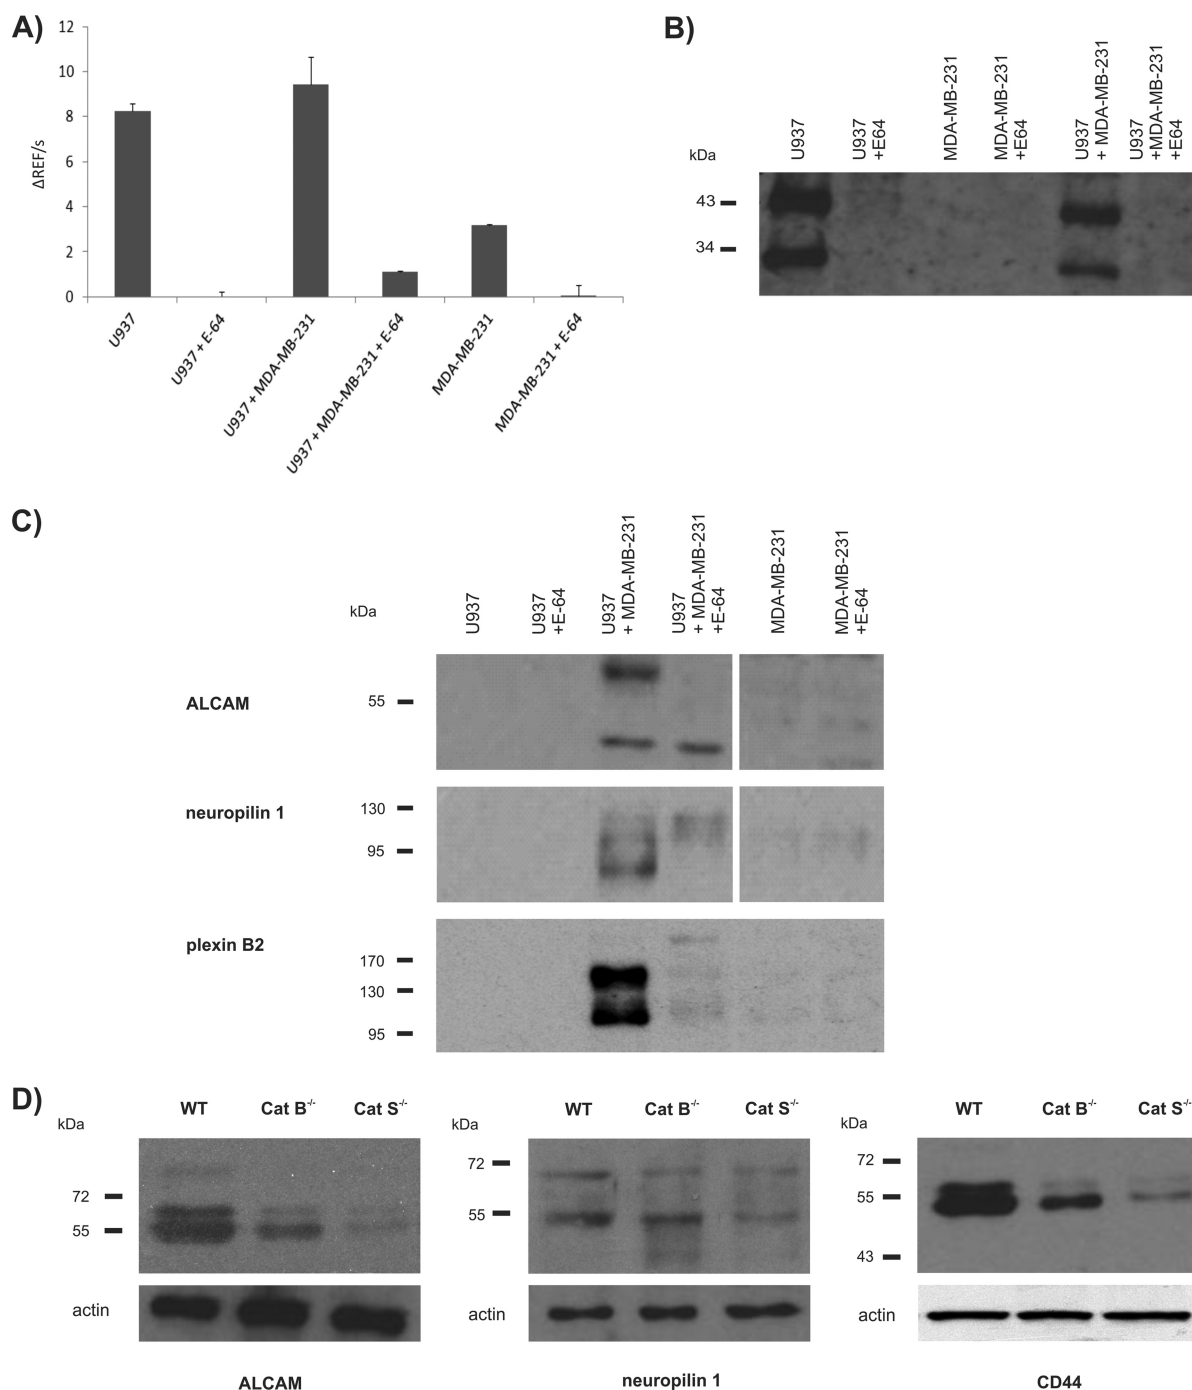 A)
12
10
8
6
4
2
0
ΔREF/s
U937
U937 + E-64
U937 + MDA-MB-231
U937 + MDA-MB-231 + E-64
MDA-MB-231
MDA-MB-231 + E-64
B)
kDa
U937
U937
+E64
MDA-MB-231
MDA-MB-231
+E64
U937
+ MDA-MB-231
U937
+MDA-MB-231
+E64
43
34
C)
kDa
U937
U937
+E-64
U937
+ MDA-MB-231
U937
+ MDA-MB-231
+E-64
MDA-MB-231
MDA-MB-231
+E-64
ALCAM
55
neuropilin 1
130
95
plexin B2
170
130
95
D)
kDa
WT Cat B-/- Cat S-/-
72
55
actin
ALCAM
kDa
WT Cat B-/- Cat S-/-
72
55
actin
neuropilin 1
kDa
WT Cat B-/- Cat S-/-
72
55
43
actin
CD44